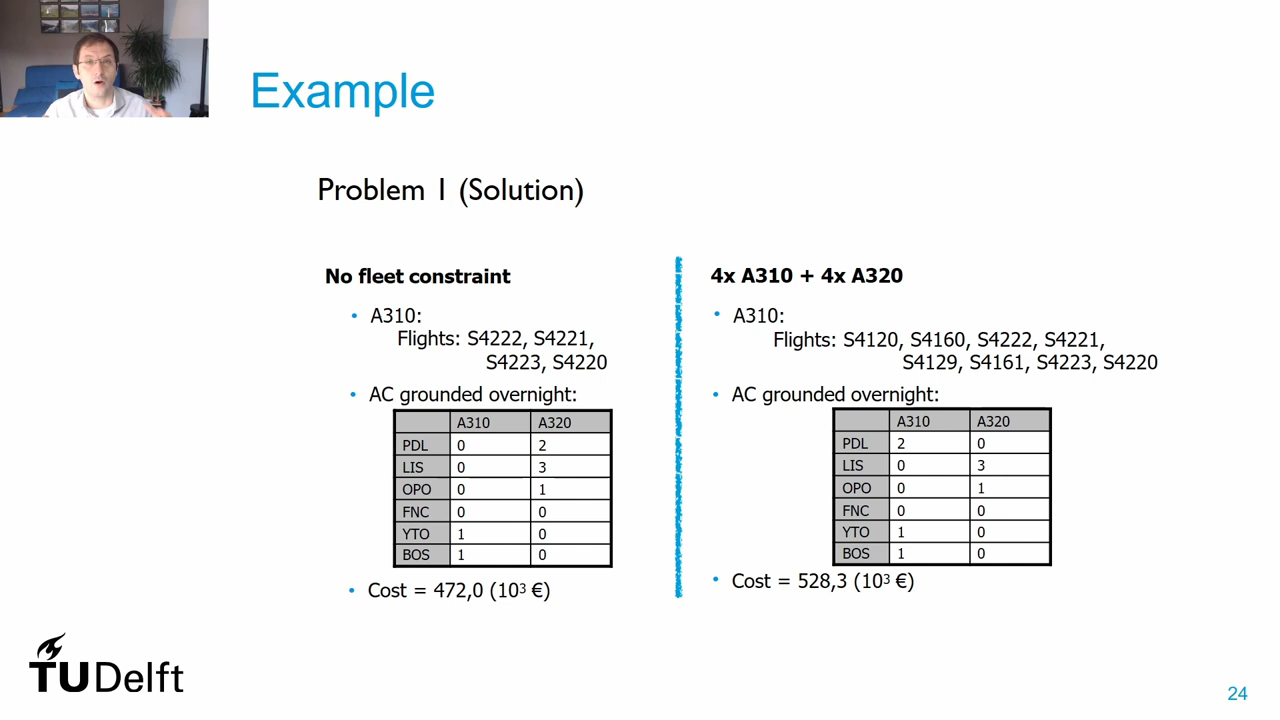 Example
Problem 1 (Solution)
No fleet constraint
• A310:
Flights: S4222, S4221,
S4223, S4220
• AC grounded overnight:
A310 A320
PDL 0 2
LIS 0 3
OPO 0 1
FNC 0 0
YTO 1 0
BOS 1 0
• Cost = 472,0 (10³ €)
4x A310 + 4x A320
• A310:
Flights: S4120, S4160, S4222, S4221,
S4129, S4161, S4223, S4220
• AC grounded overnight:
A310 A320
PDL 2 0
LIS 0 3
OPO 0 1
FNC 0 0
YTO 1 0
BOS 1 0
• Cost = 528,3 (10³ €)
TU Delft
24